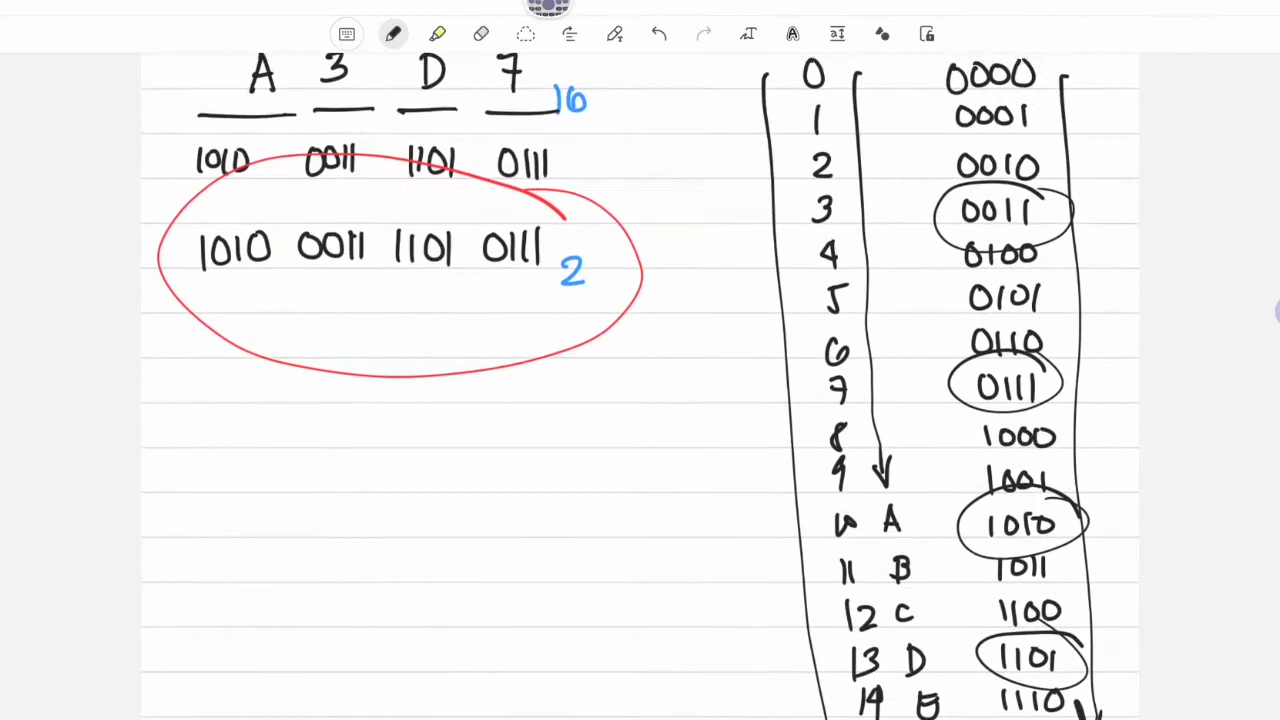 A 3 D 7 16
1010 0011 1101 0111
1010 0011 1101 0111 2
0 0000
1 0001
2 0010
3 0011
4 0100
5 0101
6 0110
7 0111
8 1000
9 1001
10 A 1010
11 B 1011
12 C 1100
13 D 1101
14 E 1110